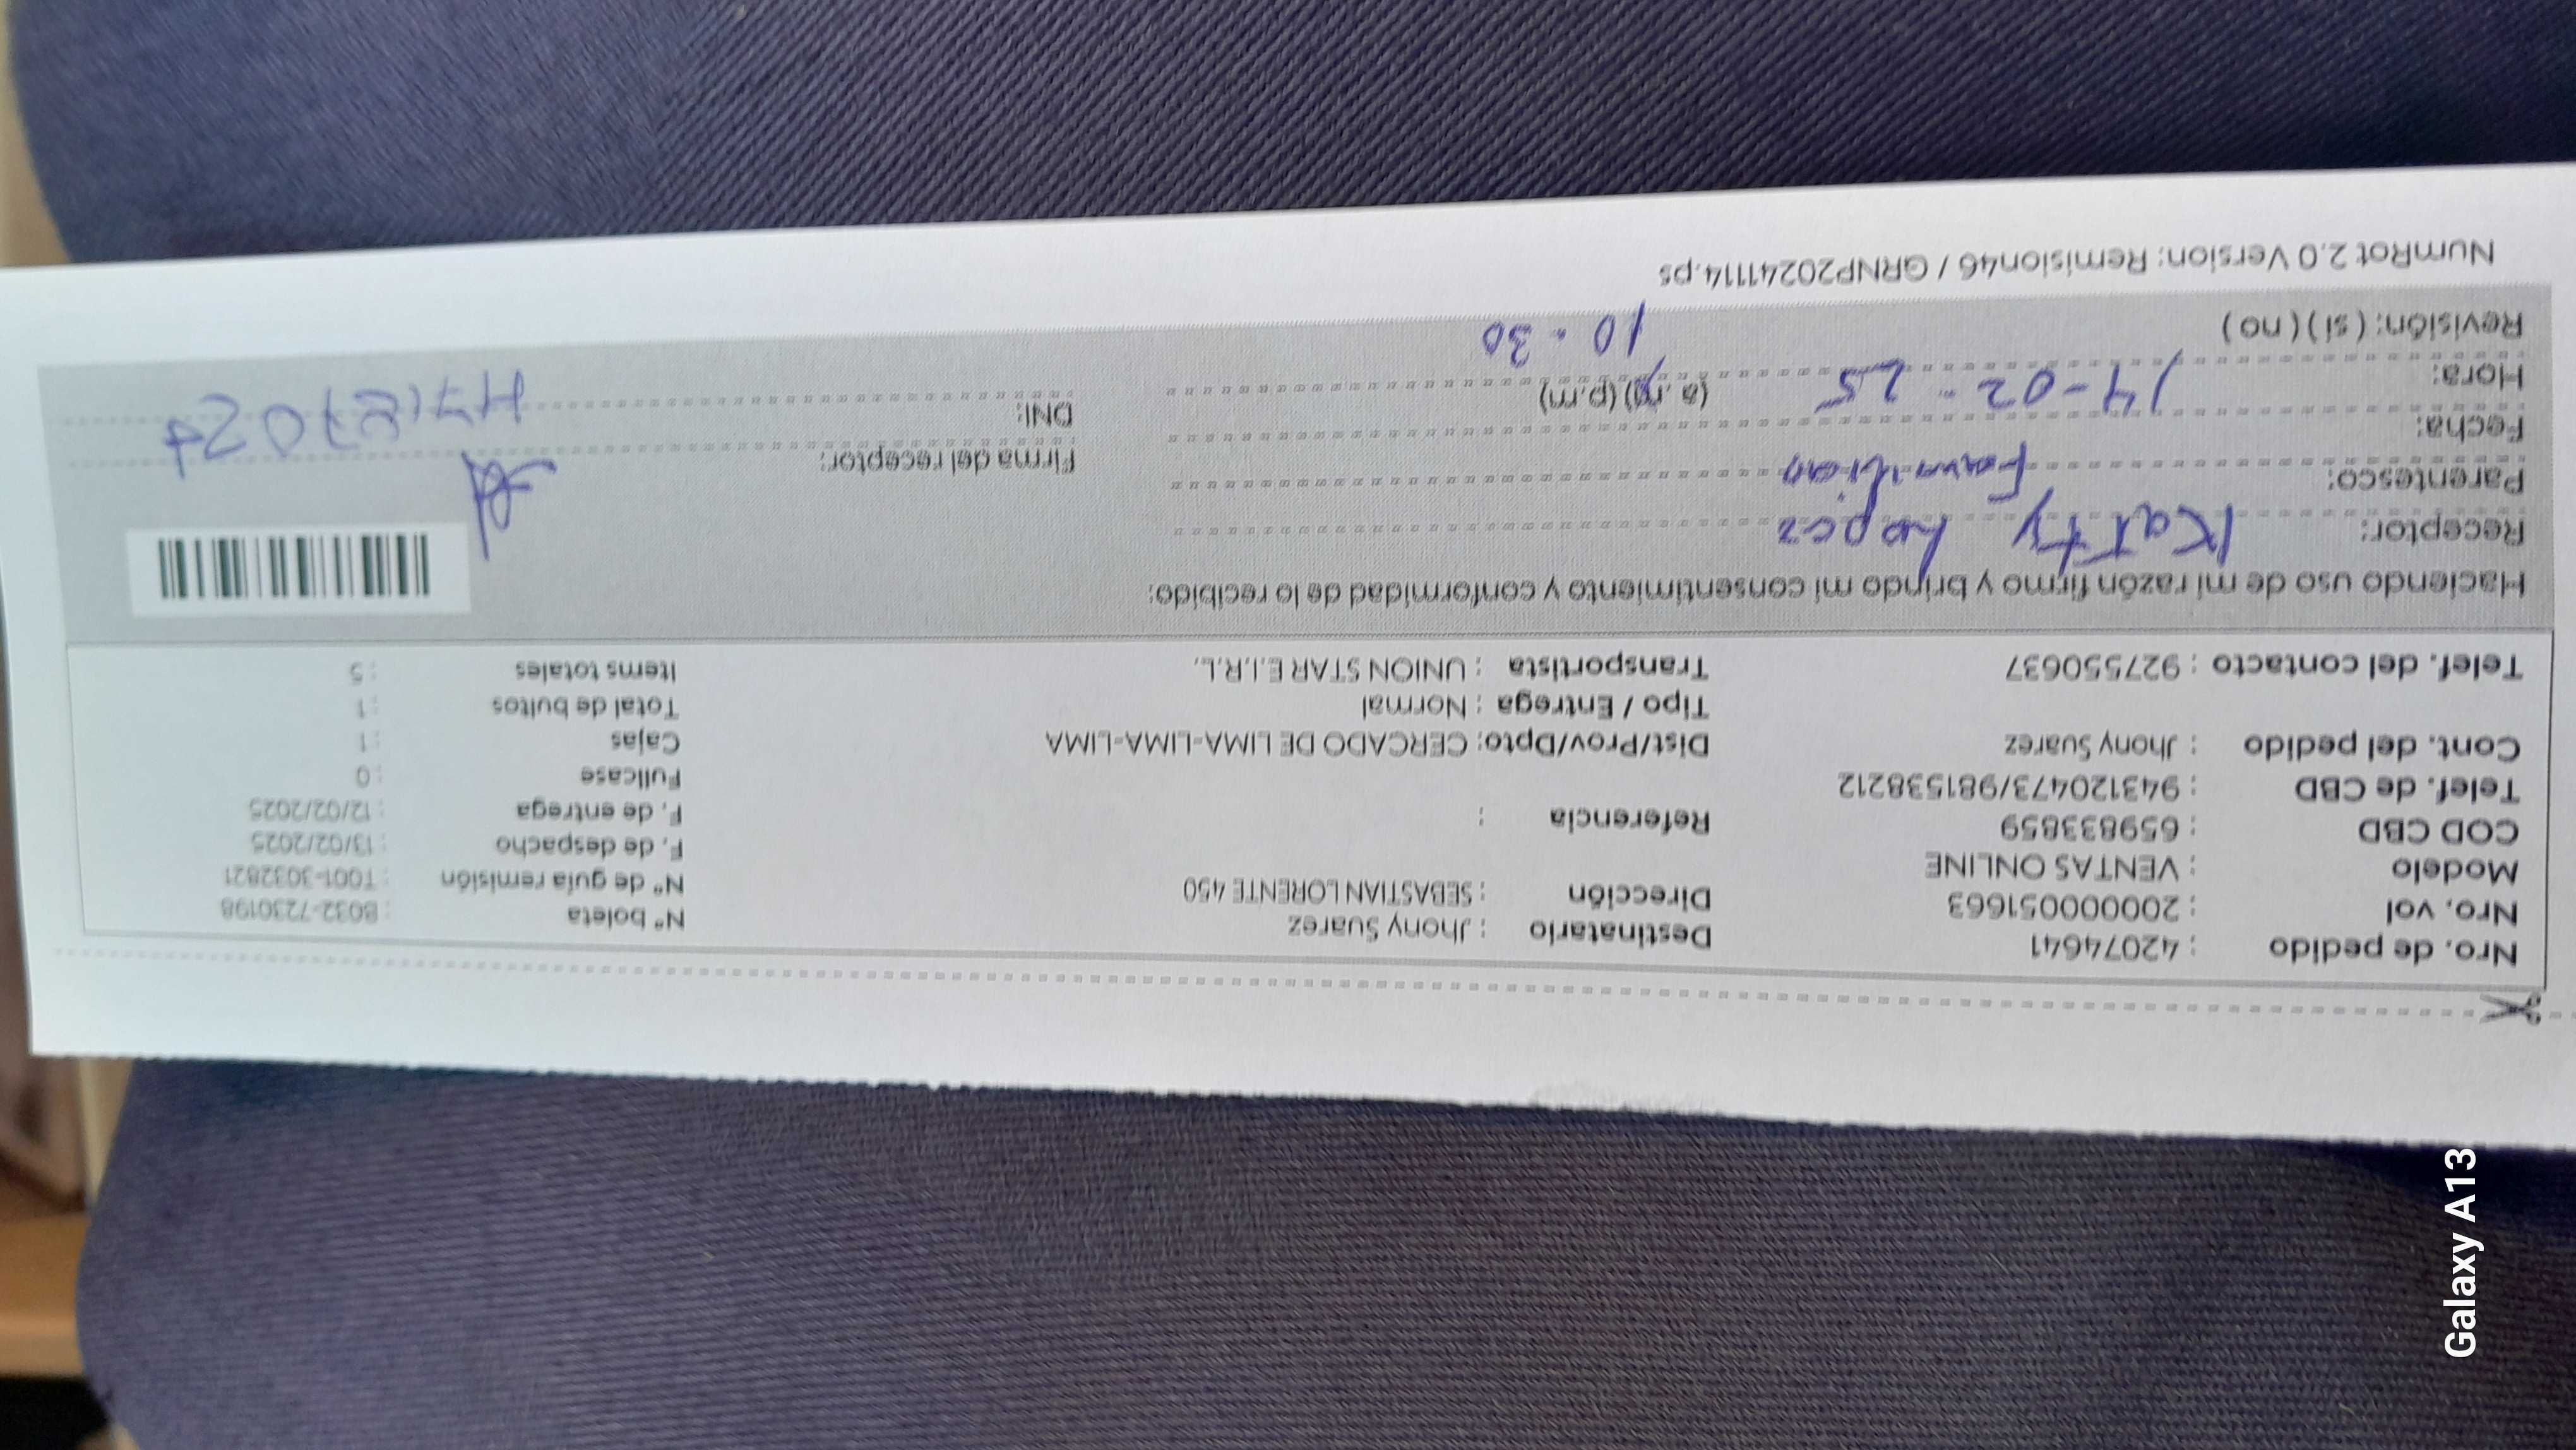 Nro. de pedido : 42074641
Nro. vol : 20000051663
Modelo : VENTAS ONLINE
COD CBD : 659833859
Telef. de CBD : 943120473/981538212
Cont. del pedido : Jhony Suarez
Telef. del contacto : 927550637
Destinatario : Jhony Suarez
Dirección : SEBASTIAN LORENTE 450
Referencia :
Dist/Prov/Dpto: CERCADO DE LIMA-LIMA-LIMA
Tipo / Entrega : Normal
Transportista : UNION STAR E.I.R.L.
N° boleta : B032-7230198
N° de guía remisión : T001-3032821
F. de despacho : 13/02/2025
F. de entrega : 12/02/2025
Fullcase : 0
Cajas : 1
Total de bultos : 1
Items totales : 5
Haciendo uso de mi razón firmo y brindo mi consentimiento y conformidad de lo recibido:
Receptor: Katty Lopez
Parentesco: Familiar
Fecha: 14-02-25
Hora: (a.m) (p.m) 10.30
Revisión: ( si ) ( no )
Firma del receptor:
DNI:
NumRot 2.0 Version: Remision46 / GRNP20241114.ps
Galaxy A13